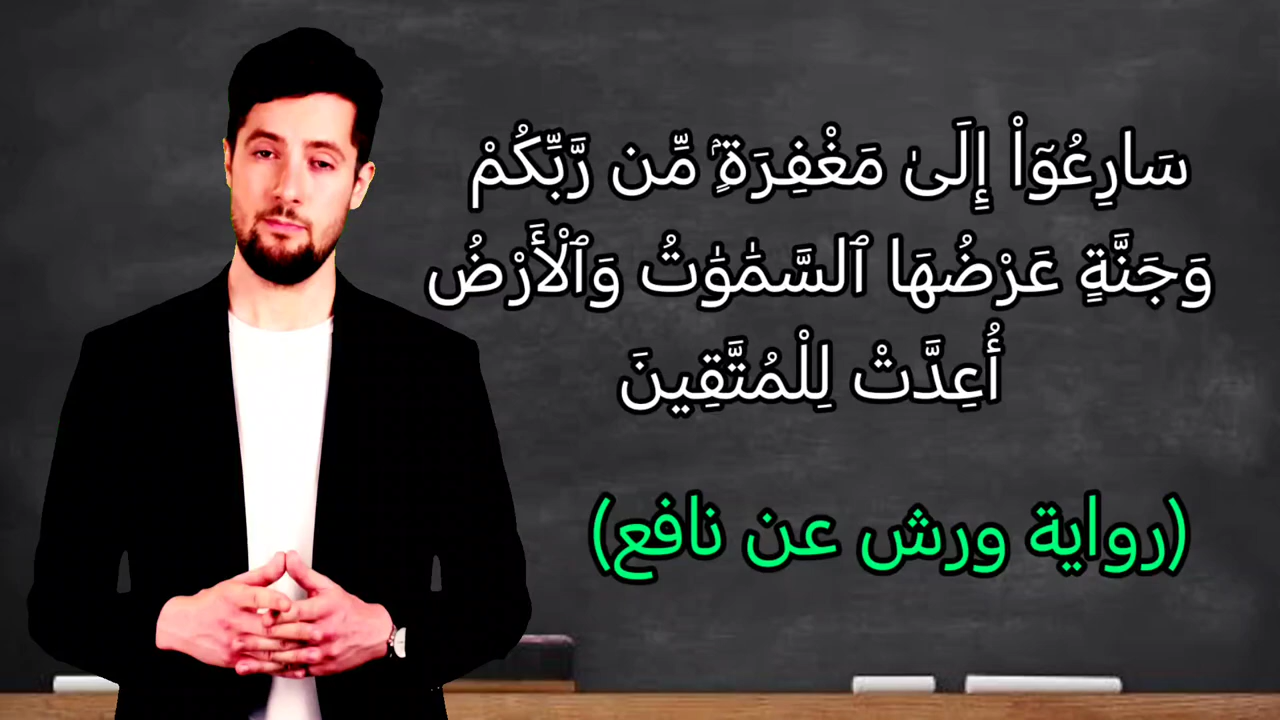 سَارِعُوٓا۟ إِلَىٰ مَغْفِرَةٍۢ مِّن رَّبِّكُمْ
وَجَنَّةٍ عَرْضُهَا ٱلسَّمَٰوَٰتُ وَٱلْأَرْضُ
أُعِدَّتْ لِلْمُتَّقِينَ
(رواية ورش عن نافع)